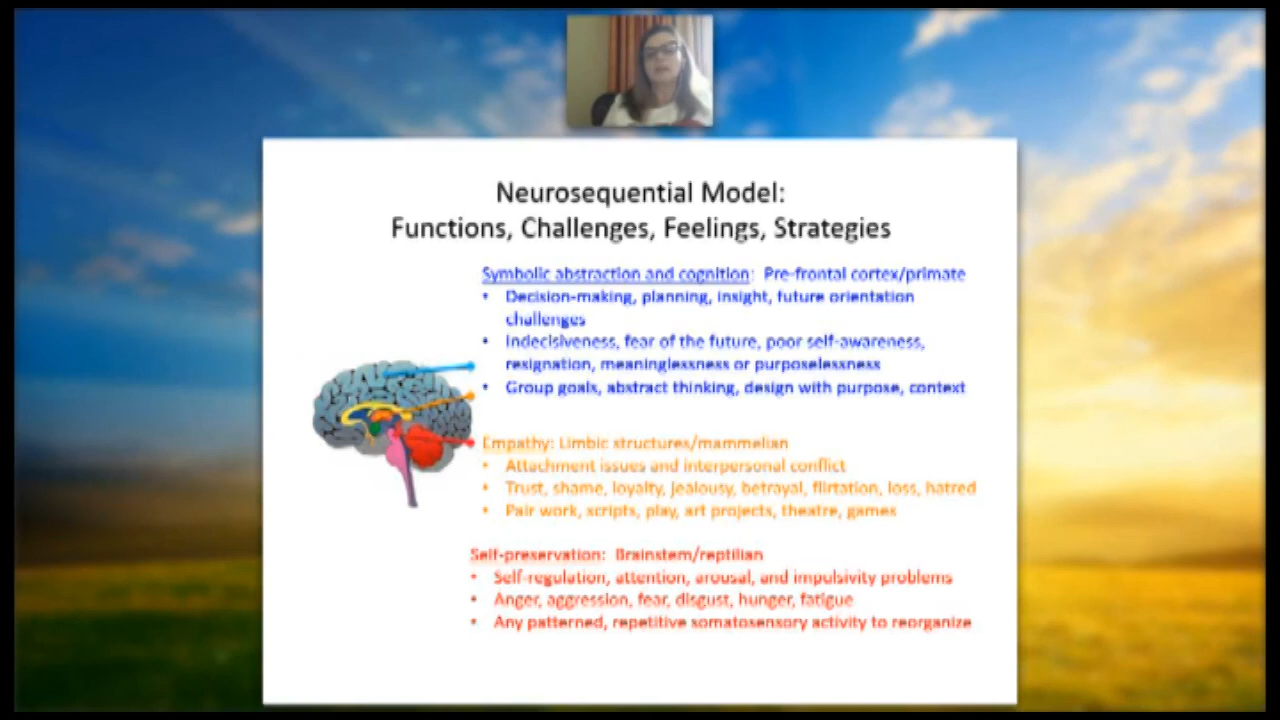 Neurosequential Model:
Functions, Challenges, Feelings, Strategies
Symbolic abstraction and cognition: Pre-frontal cortex/primate
• Decision-making, planning, insight, future orientation
challenges
• Indecisiveness, fear of the future, poor self-awareness,
resignation, meaninglessness or purposelessness
• Group goals, abstract thinking, design with purpose, context
Empathy: Limbic structures/mammelian
• Attachment issues and interpersonal conflict
• Trust, shame, loyalty, jealousy, betrayal, flirtation, loss, hatred
• Pair work, scripts, play, art projects, theatre, games
Self-preservation: Brainstem/reptilian
• Self-regulation, attention, arousal, and impulsivity problems
• Anger, aggression, fear, disgust, hunger, fatigue
• Any patterned, repetitive somatosensory activity to reorganize